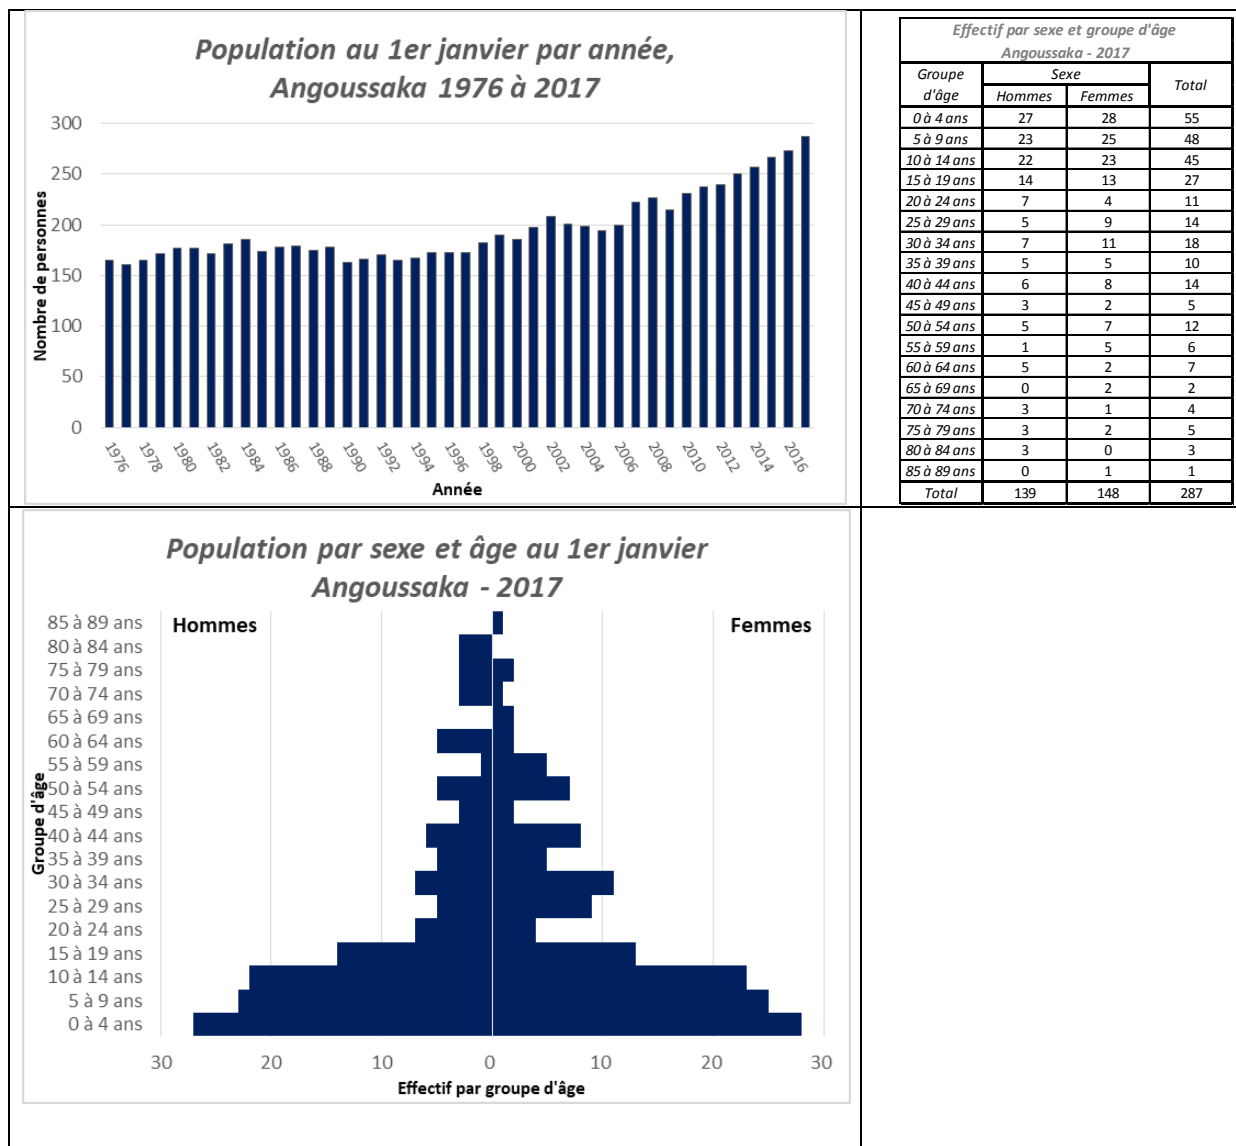 Population au 1er janvier par année,
Angoussaka 1976 à 2017
300
250
200
150
100
50
0
Nombre de personnes
1976 1978 1980 1982 1984 1986 1988 1990 1992 1994 1996 1998 2000 2002 2004 2006 2008 2010 2012 2014 2016
Année
Effectif par sexe et groupe d'âge
Angoussaka - 2017
Groupe d'âge Sexe Total
Hommes Femmes
0 à 4 ans 27 28 55
5 à 9 ans 23 25 48
10 à 14 ans 22 23 45
15 à 19 ans 14 13 27
20 à 24 ans 7 4 11
25 à 29 ans 5 9 14
30 à 34 ans 7 11 18
35 à 39 ans 5 5 10
40 à 44 ans 6 8 14
45 à 49 ans 3 2 5
50 à 54 ans 5 7 12
55 à 59 ans 1 5 6
60 à 64 ans 5 2 7
65 à 69 ans 0 2 2
70 à 74 ans 3 1 4
75 à 79 ans 3 2 5
80 à 84 ans 3 0 3
85 à 89 ans 0 1 1
Total 139 148 287
Population par sexe et âge au 1er janvier
Angoussaka - 2017
Hommes Femmes
85 à 89 ans
80 à 84 ans
75 à 79 ans
70 à 74 ans
65 à 69 ans
60 à 64 ans
55 à 59 ans
50 à 54 ans
45 à 49 ans
40 à 44 ans
35 à 39 ans
30 à 34 ans
25 à 29 ans
20 à 24 ans
15 à 19 ans
10 à 14 ans
5 à 9 ans
0 à 4 ans
Groupe d'âge
30 20 10 0 10 20 30
Effectif par groupe d'âge